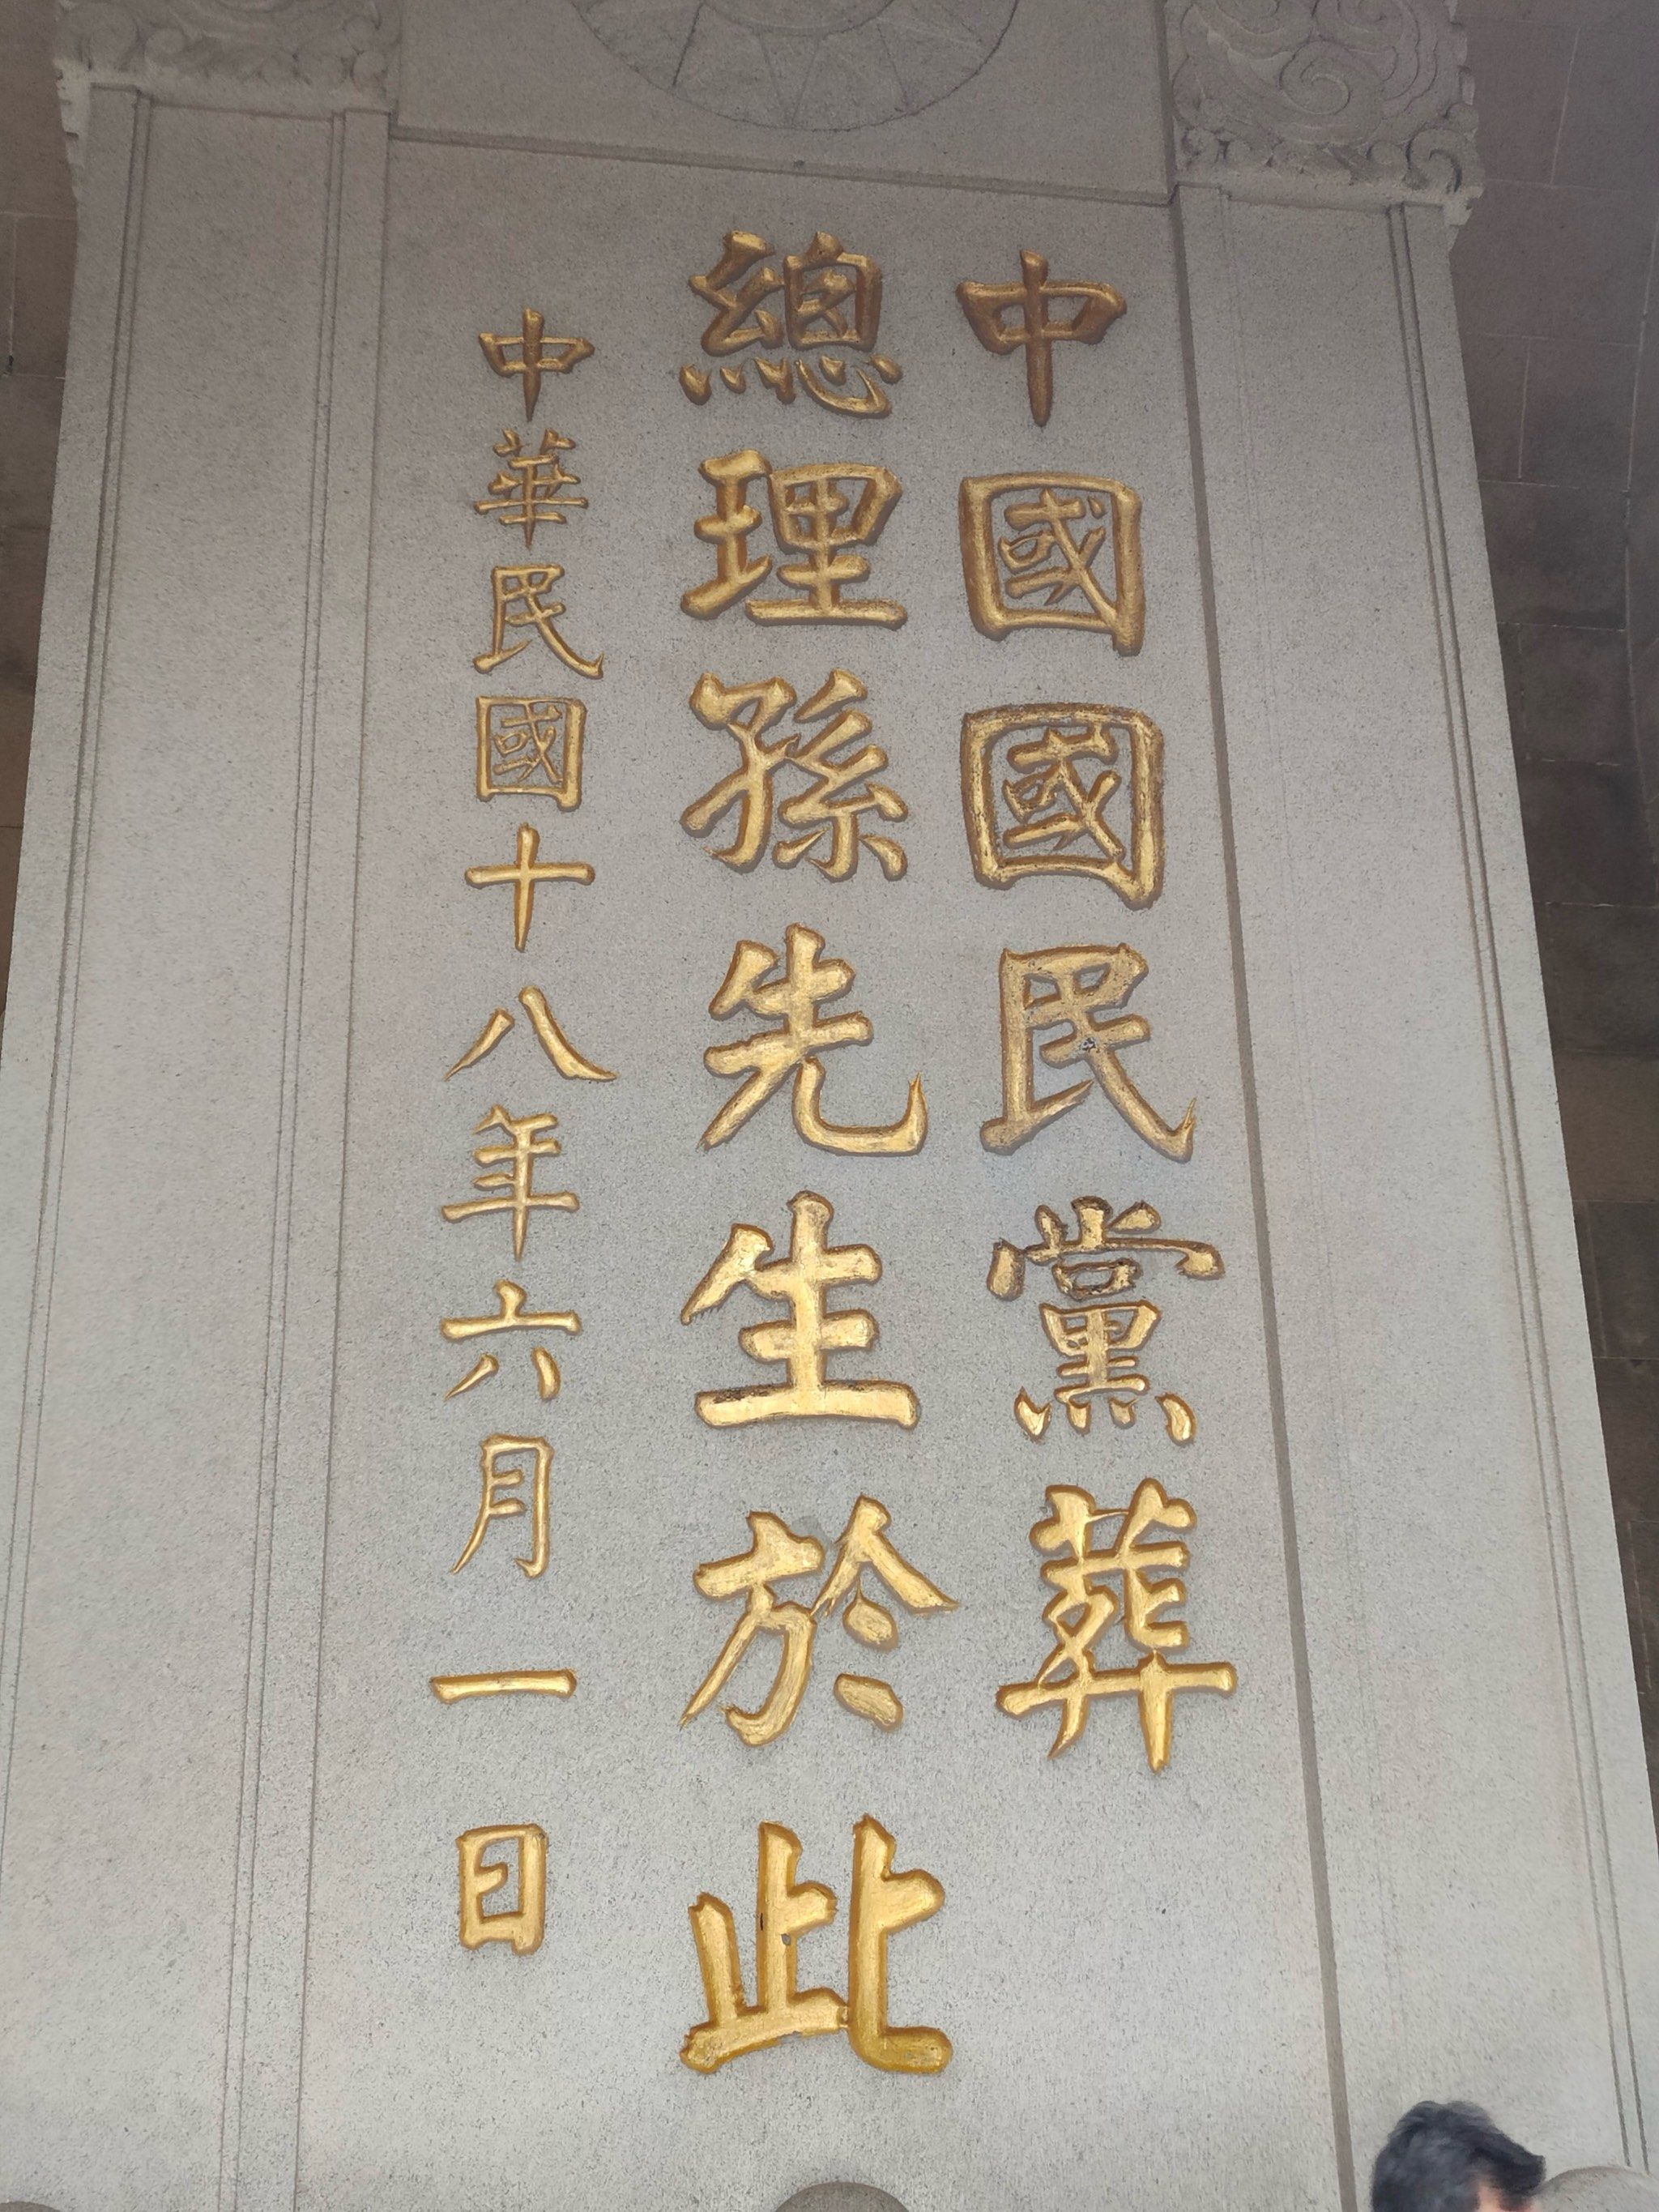 中國國民黨葬
總理孫先生於此
中華民國十八年六月一日